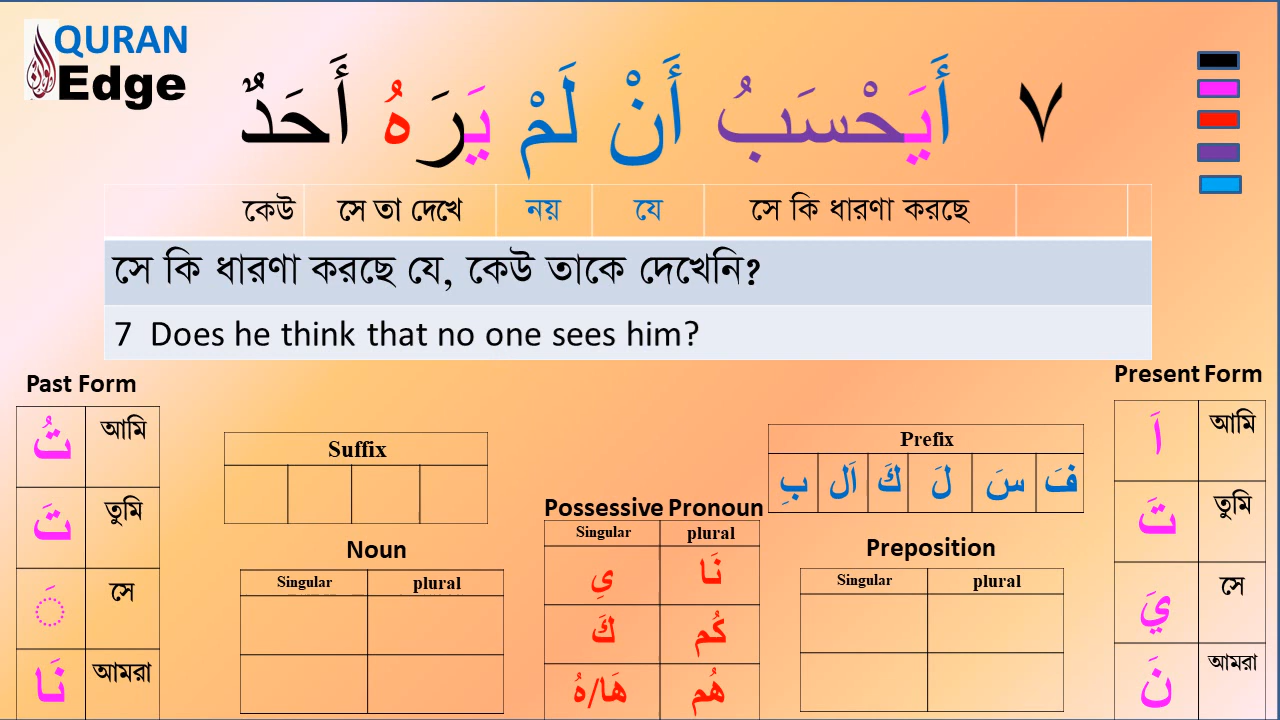 QURAN
Edge
٧ أَيَحْسَبُ أَنْ لَمْ يَرَهُ أَحَدٌ
কেউ সে তা দেখে নয় যে সে কি ধারণা করছে
সে কি ধারণা করছে যে, কেউ তাকে দেখেনি?
7 Does he think that no one sees him?
Past Form
تُ আমি
تَ তুমি
َ সে
نَا আমরা
Suffix
Noun
Singular plural
Possessive Pronoun
Singular plural
يِ نَا
كَ كُم
هَا/هُ هُم
Prefix
بِ اَل كَ لَ سَ فَ
Preposition
Singular plural
Present Form
اَ আমি
تَ তুমি
يَ সে
نَ আমরা